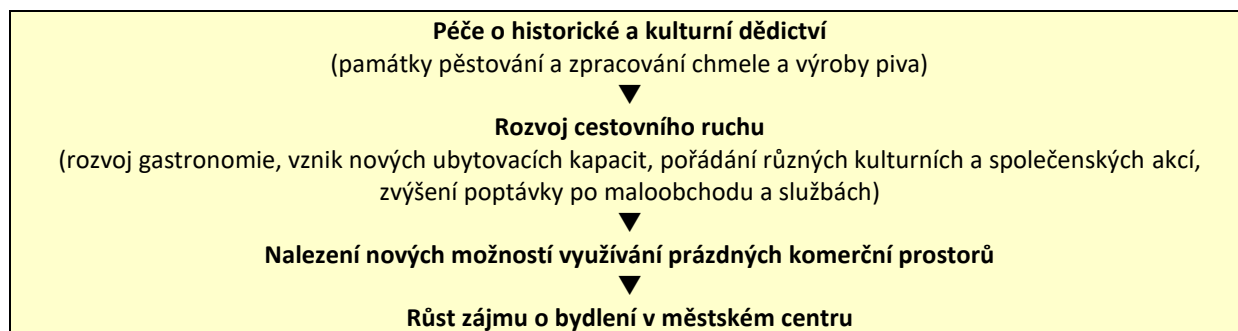 Péče o historické a kulturní dědictví
(památky pěstování a zpracování chmele a výroby piva)
▼
Rozvoj cestovního ruchu
(rozvoj gastronomie, vznik nových ubytovacích kapacit, pořádání různých kulturních a společenských akcí,
zvýšení poptávky po maloobchodu a službách)
▼
Nalezení nových možností využívání prázdných komerční prostorů
▼
Růst zájmu o bydlení v městském centru